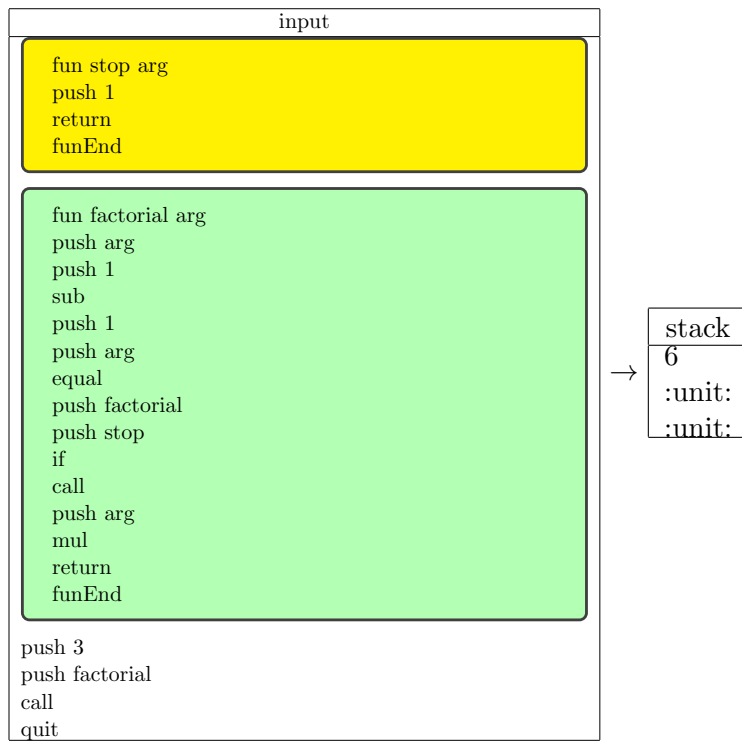 input
fun stop arg
push 1
return
funEnd
fun factorial arg
push arg
push 1
sub
push 1
push arg
equal
push factorial
push stop
if
call
push arg
mul
return
funEnd
push 3
push factorial
call
quit
→
stack
6
:unit:
:unit: